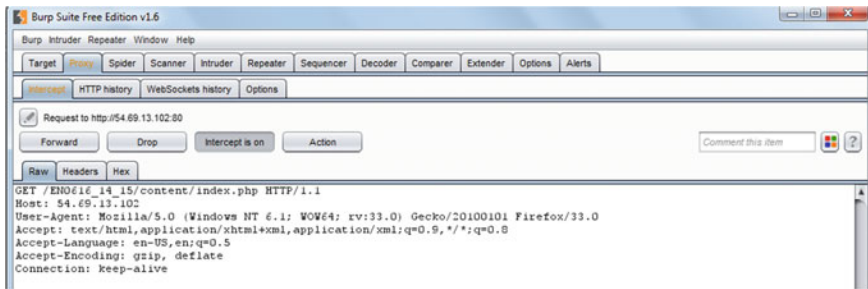 Burp Suite Free Edition v1.6
Burp Intruder Repeater Window Help
Target Proxy Spider Scanner Intruder Repeater Sequencer Decoder Comparer Extender Options Alerts
Intercept HTTP history WebSockets history Options
Request to http://54.69.13.102:80
Forward Drop Intercept is on Action Comment this item ?
Raw Headers Hex
GET /ENG616_14_15/content/index.php HTTP/1.1
Host: 54.69.13.102
User-Agent: Mozilla/5.0 (Windows NT 6.1; WOW64; rv:33.0) Gecko/20100101 Firefox/33.0
Accept: text/html,application/xhtml+xml,application/xml;q=0.9,*/*;q=0.8
Accept-Language: en-US,en;q=0.5
Accept-Encoding: gzip, deflate
Connection: keep-alive